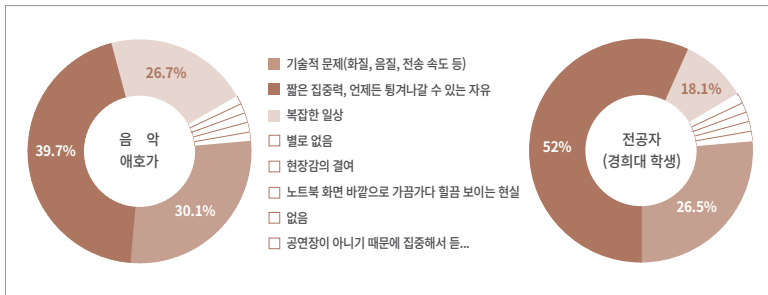 26.7%
39.7%
30.1%
음 악
애호가
기술적 문제(화질, 음질, 전송 속도 등)
짧은 집중력, 언제든 튕겨나갈 수 있는 자유
복잡한 일상
별로 없음
현장감의 결여
노트북 화면 바깥으로 가끔가다 힐끔 보이는 현실
없음
공연장이 아니기 때문에 집중해서 듣...
18.1%
52%
26.5%
전공자
(경희대 학생)